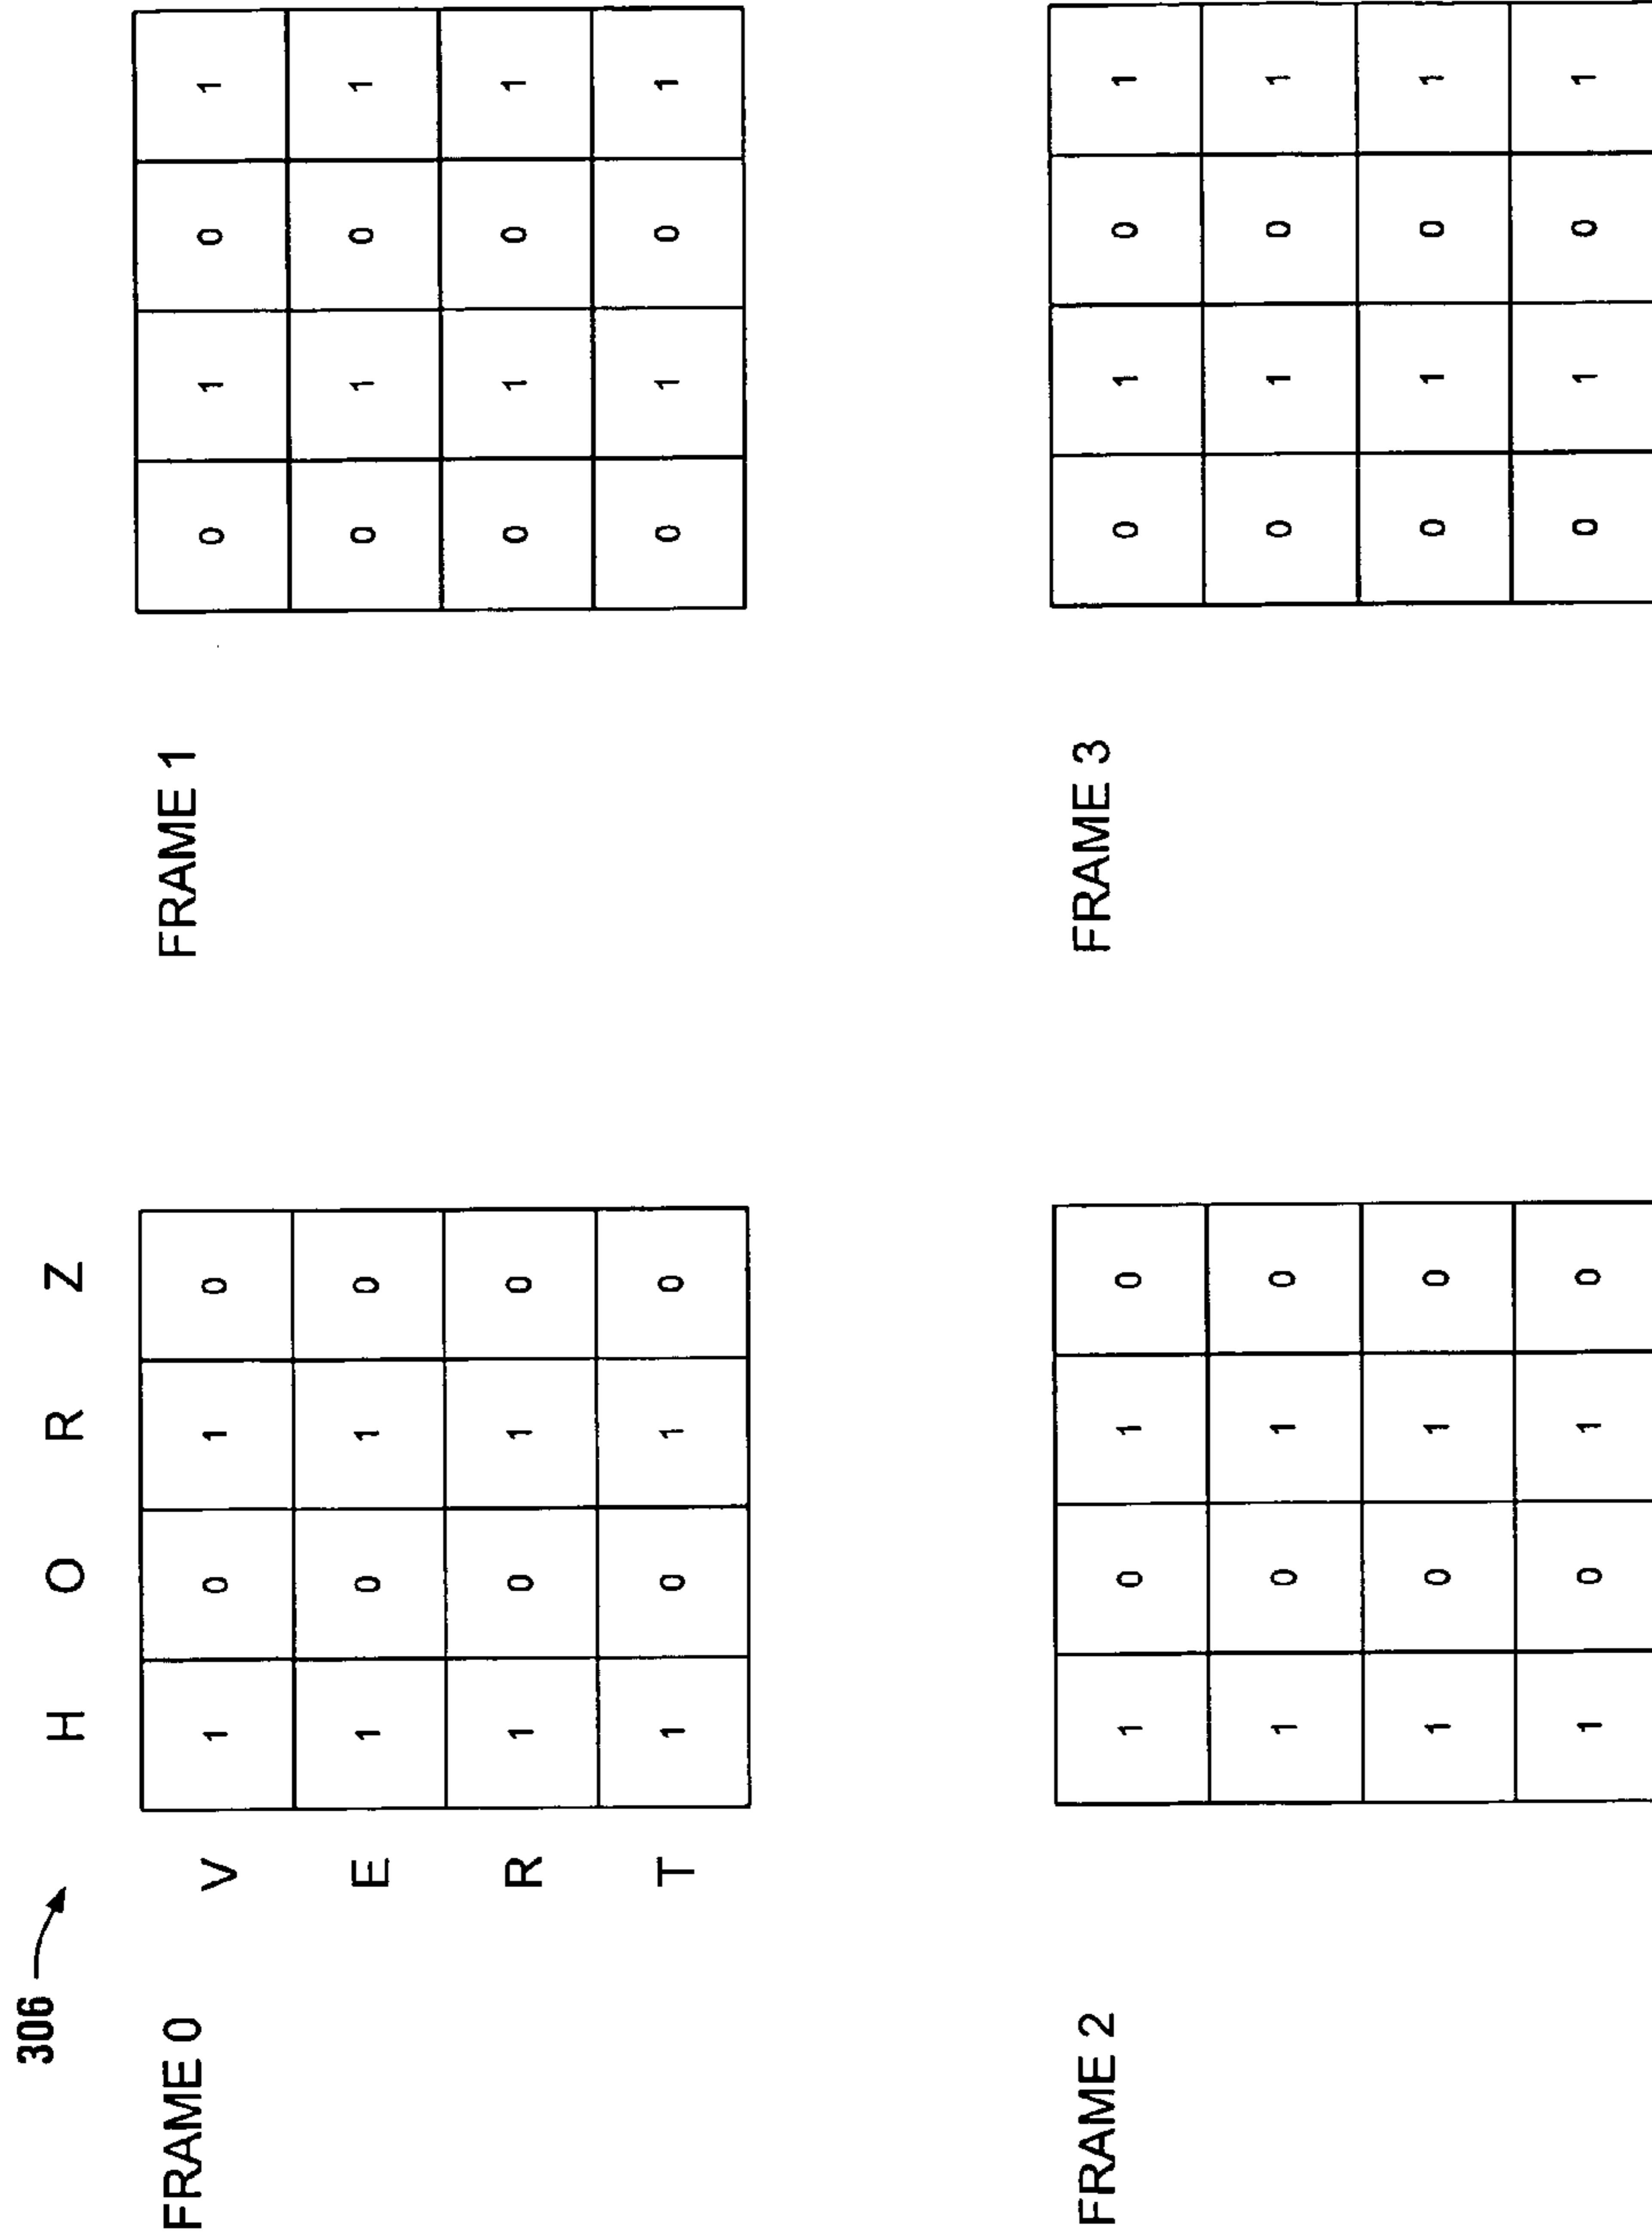 306
H O R Z
FRAME 0 V 1 0 1 0 FRAME 1 0 1 0 1
E 1 0 1 0 0 1 0 1
R 1 0 1 0 0 1 0 1
T 1 0 1 0 0 1 0 1
FRAME 2 1 0 1 0 FRAME 3 0 1 0 1
1 0 1 0 0 1 0 1
1 0 1 0 0 1 0 1
1 0 1 0 0 1 0 1